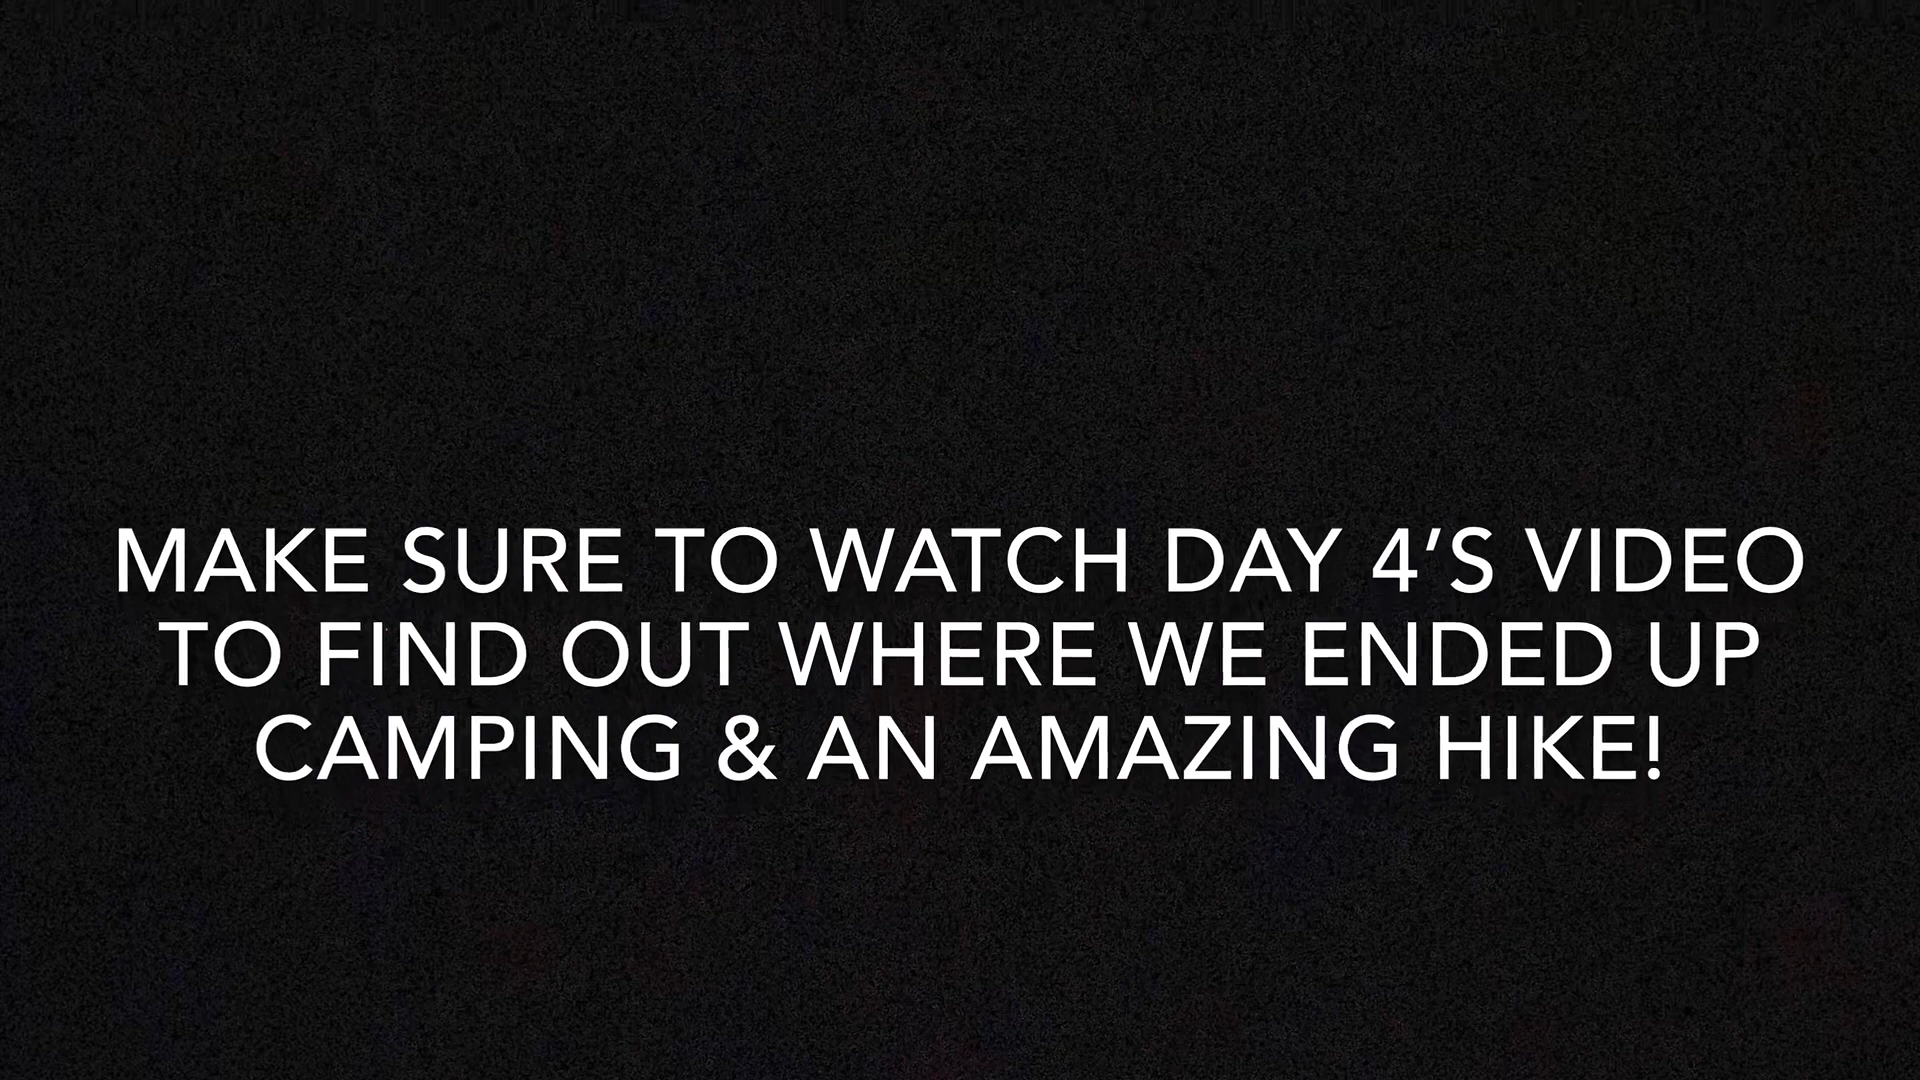 MAKE SURE TO WATCH DAY 4’S VIDEO
TO FIND OUT WHERE WE ENDED UP
CAMPING & AN AMAZING HIKE!